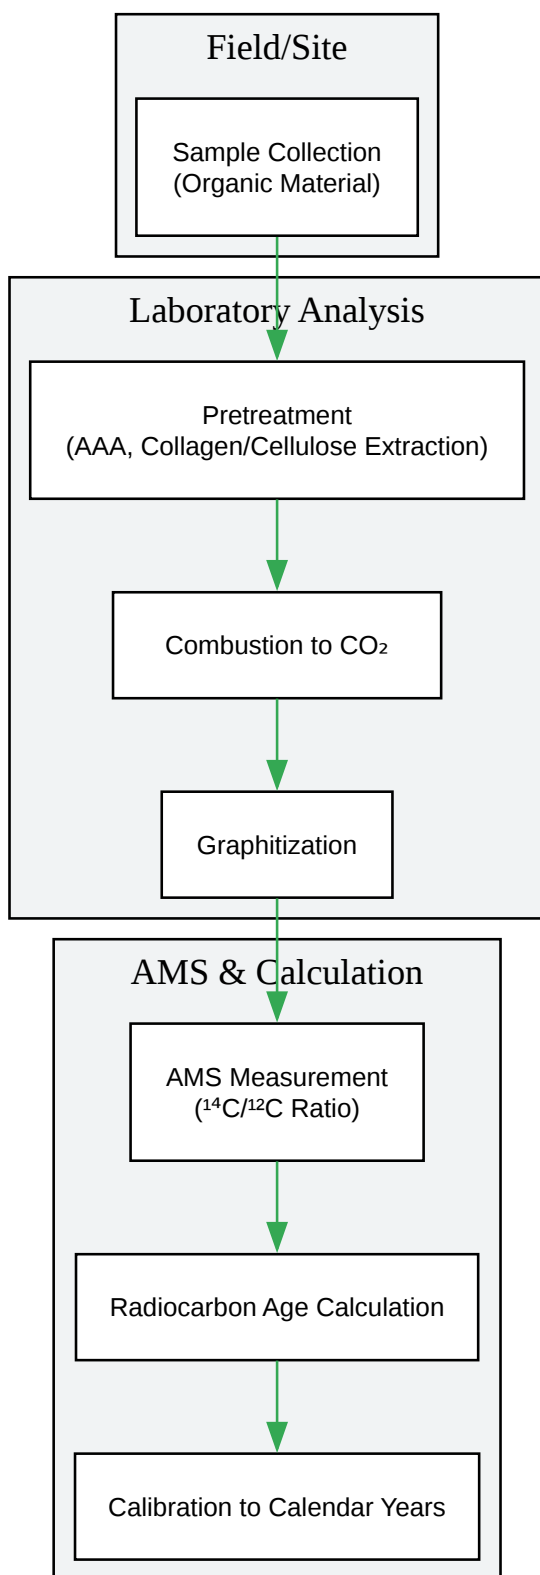 Field/Site
Sample Collection
(Organic Material)
Laboratory Analysis
Pretreatment
(AAA, Collagen/Cellulose Extraction)
Combustion to CO₂
Graphitization
AMS & Calculation
AMS Measurement
(¹⁴C/¹²C Ratio)
Radiocarbon Age Calculation
Calibration to Calendar Years